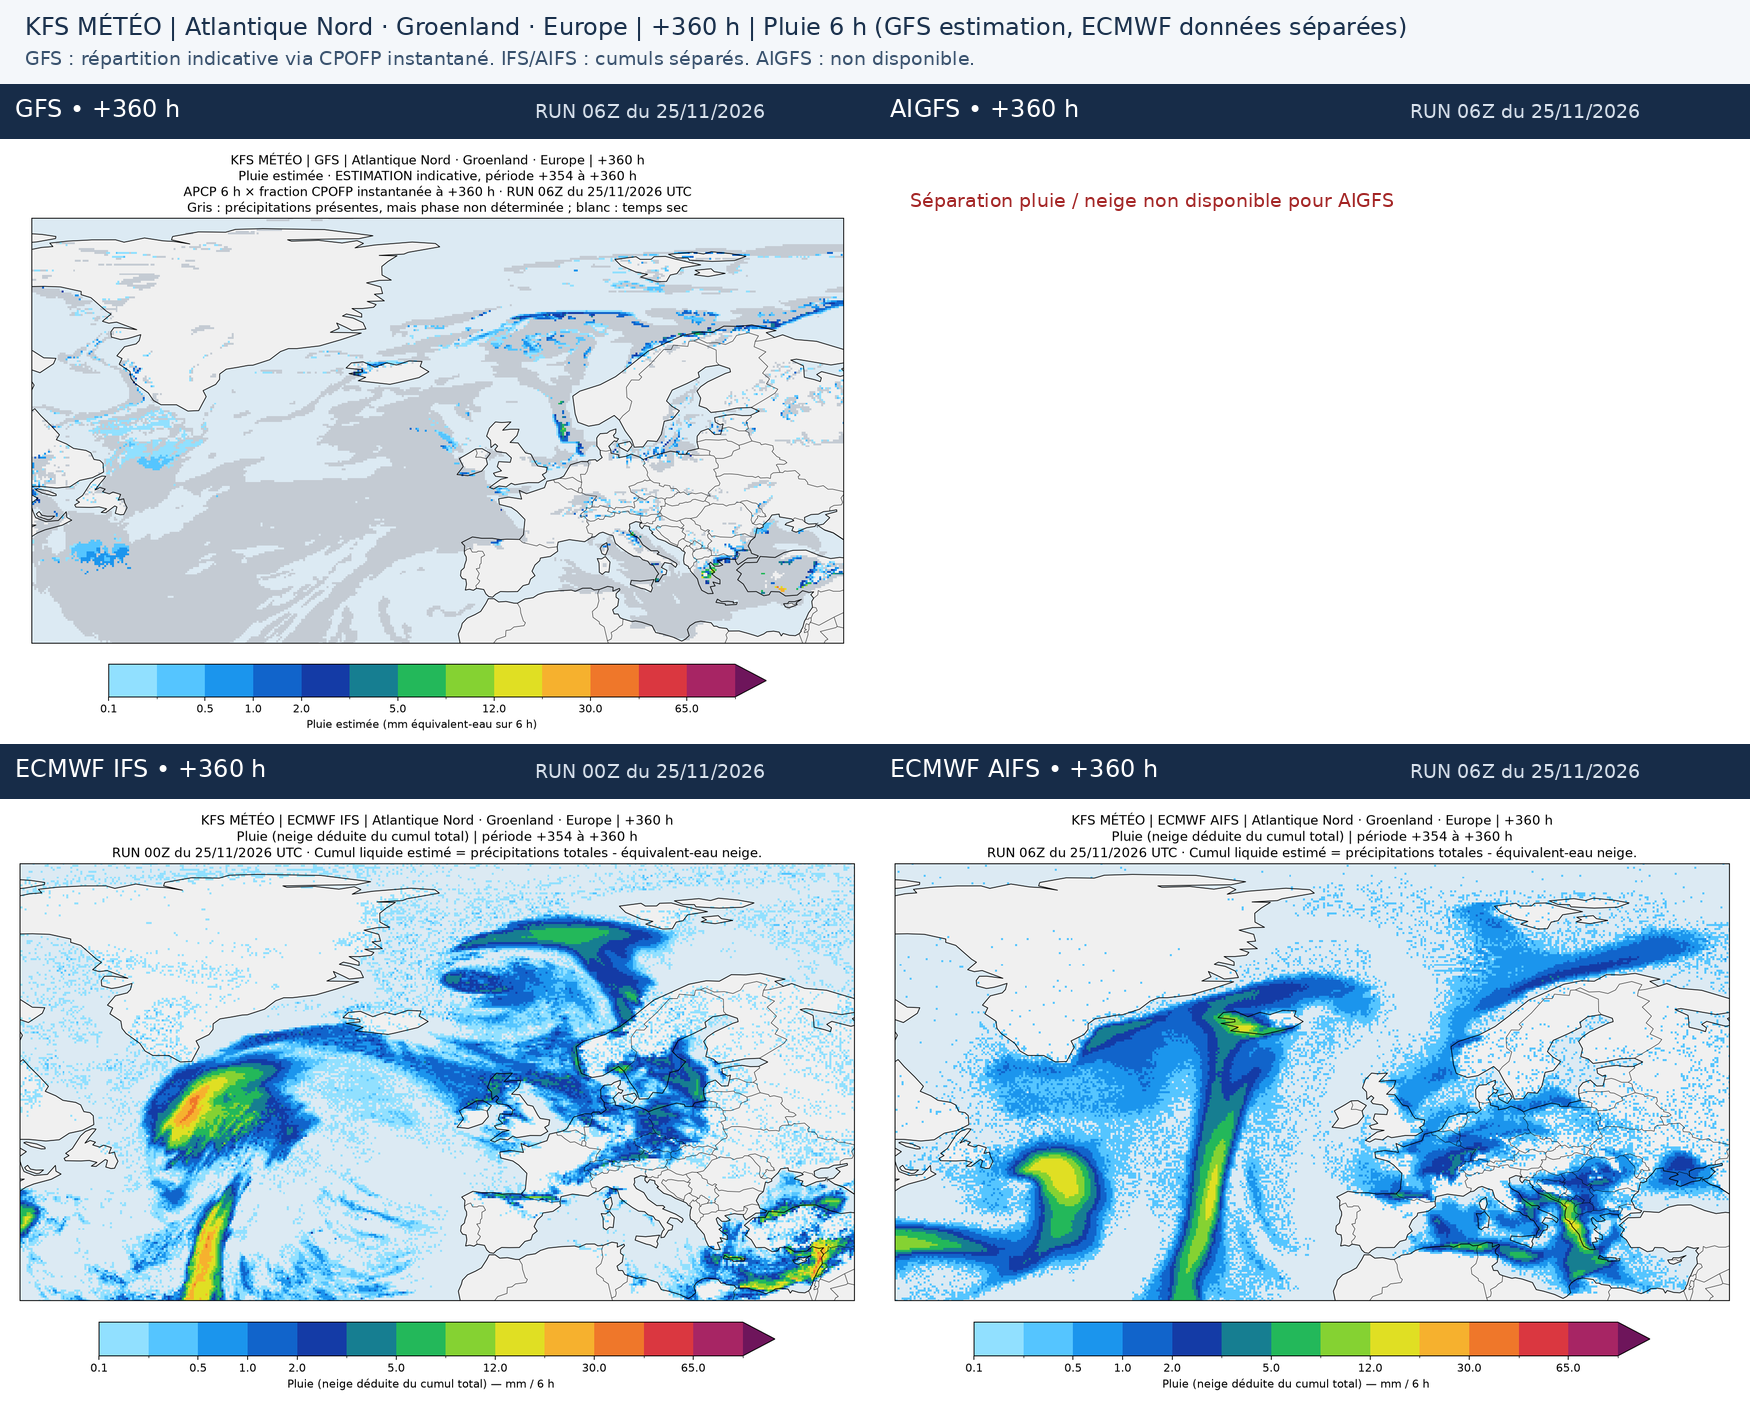 KFS MÉTÉO | Atlantique Nord · Groenland · Europe | +360 h | Pluie 6 h (GFS estimation, ECMWF données séparées)
GFS : répartition indicative via CPOFP instantané. IFS/AIFS : cumuls séparés. AIGFS : non disponible.
GFS • +360 h
RUN 06Z du 25/11/2026
AIGFS • +360 h
RUN 06Z du 25/11/2026
KFS MÉTÉO | GFS | Atlantique Nord · Groenland · Europe | +360 h
Pluie estimée · ESTIMATION indicative, période +354 à +360 h
APCP 6 h × fraction CPOFP instantanée à +360 h · RUN 06Z du 25/11/2026 UTC
Gris : précipitations présentes, mais phase non déterminée ; blanc : temps sec
Séparation pluie / neige non disponible pour AIGFS
0.1 0.5 1.0 2.0 5.0 12.0 30.0 65.0
Pluie estimée (mm équivalent-eau sur 6 h)
ECMWF IFS • +360 h
RUN 00Z du 25/11/2026
ECMWF AIFS • +360 h
RUN 06Z du 25/11/2026
KFS MÉTÉO | ECMWF IFS | Atlantique Nord · Groenland · Europe | +360 h
Pluie (neige déduite du cumul total) | période +354 à +360 h
RUN 00Z du 25/11/2026 UTC · Cumul liquide estimé = précipitations totales - équivalent-eau neige.
KFS MÉTÉO | ECMWF AIFS | Atlantique Nord · Groenland · Europe | +360 h
Pluie (neige déduite du cumul total) | période +354 à +360 h
RUN 06Z du 25/11/2026 UTC · Cumul liquide estimé = précipitations totales - équivalent-eau neige.
0.1 0.5 1.0 2.0 5.0 12.0 30.0 65.0
Pluie (neige déduite du cumul total) — mm / 6 h
0.1 0.5 1.0 2.0 5.0 12.0 30.0 65.0
Pluie (neige déduite du cumul total) — mm / 6 h